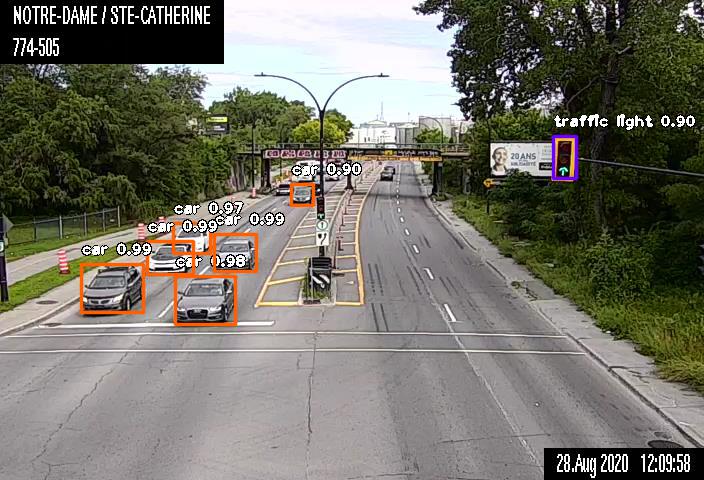 NOTRE-DAME / STE-CATHERINE
774-505
traffic light 0.90
20 ANS
car 0.90
car 0.97
car 0.99
car 0.99
car 0.99
car 0.98
28.Aug 2020 12:09:58